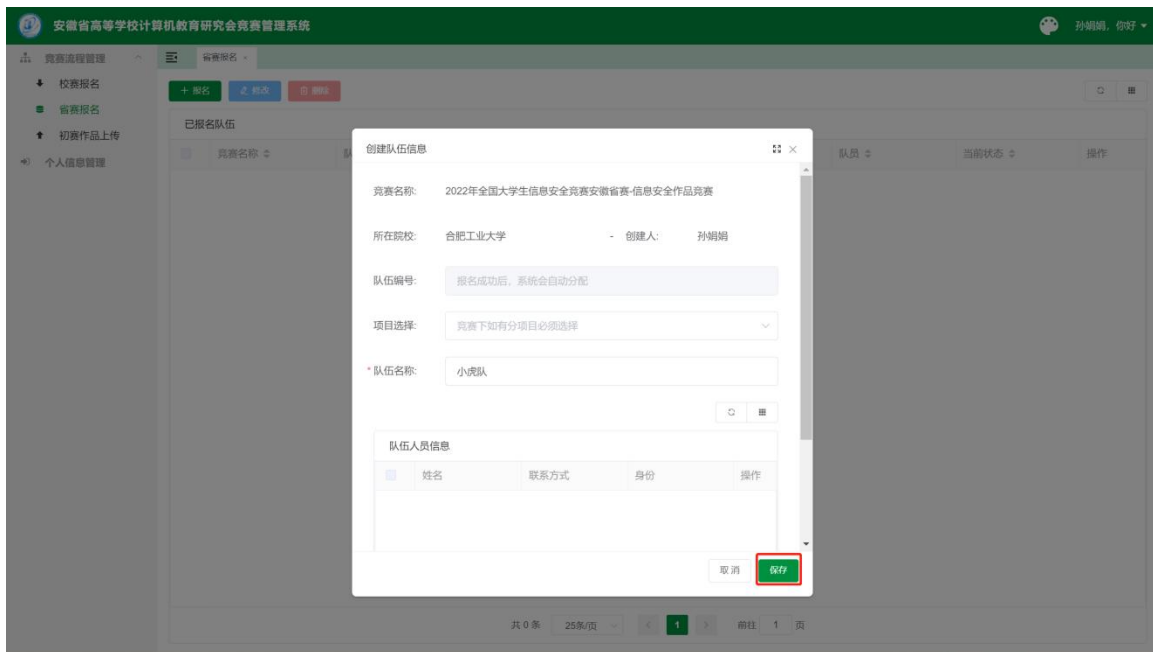 安徽省高等学校计算机教育研究会竞赛管理系统
孙娟娟，你好
竞赛流程管理
省赛报名
校赛报名
省赛报名
初赛作品上传
个人信息管理
+ 报名
修改
删除
已报名队伍
竞赛名称
队员
当前状态
操作
创建队伍信息
竞赛名称: 2022年全国大学生信息安全竞赛安徽省赛-信息安全作品竞赛
所在院校: 合肥工业大学 - 创建人: 孙娟娟
队伍编号: 报名成功后，系统会自动分配
项目选择: 竞赛下如有分项目必须选择
* 队伍名称: 小虎队
队伍人员信息
姓名 联系方式 身份 操作
取消 保存
共 0 条 25条/页 < 1 > 前往 1 页